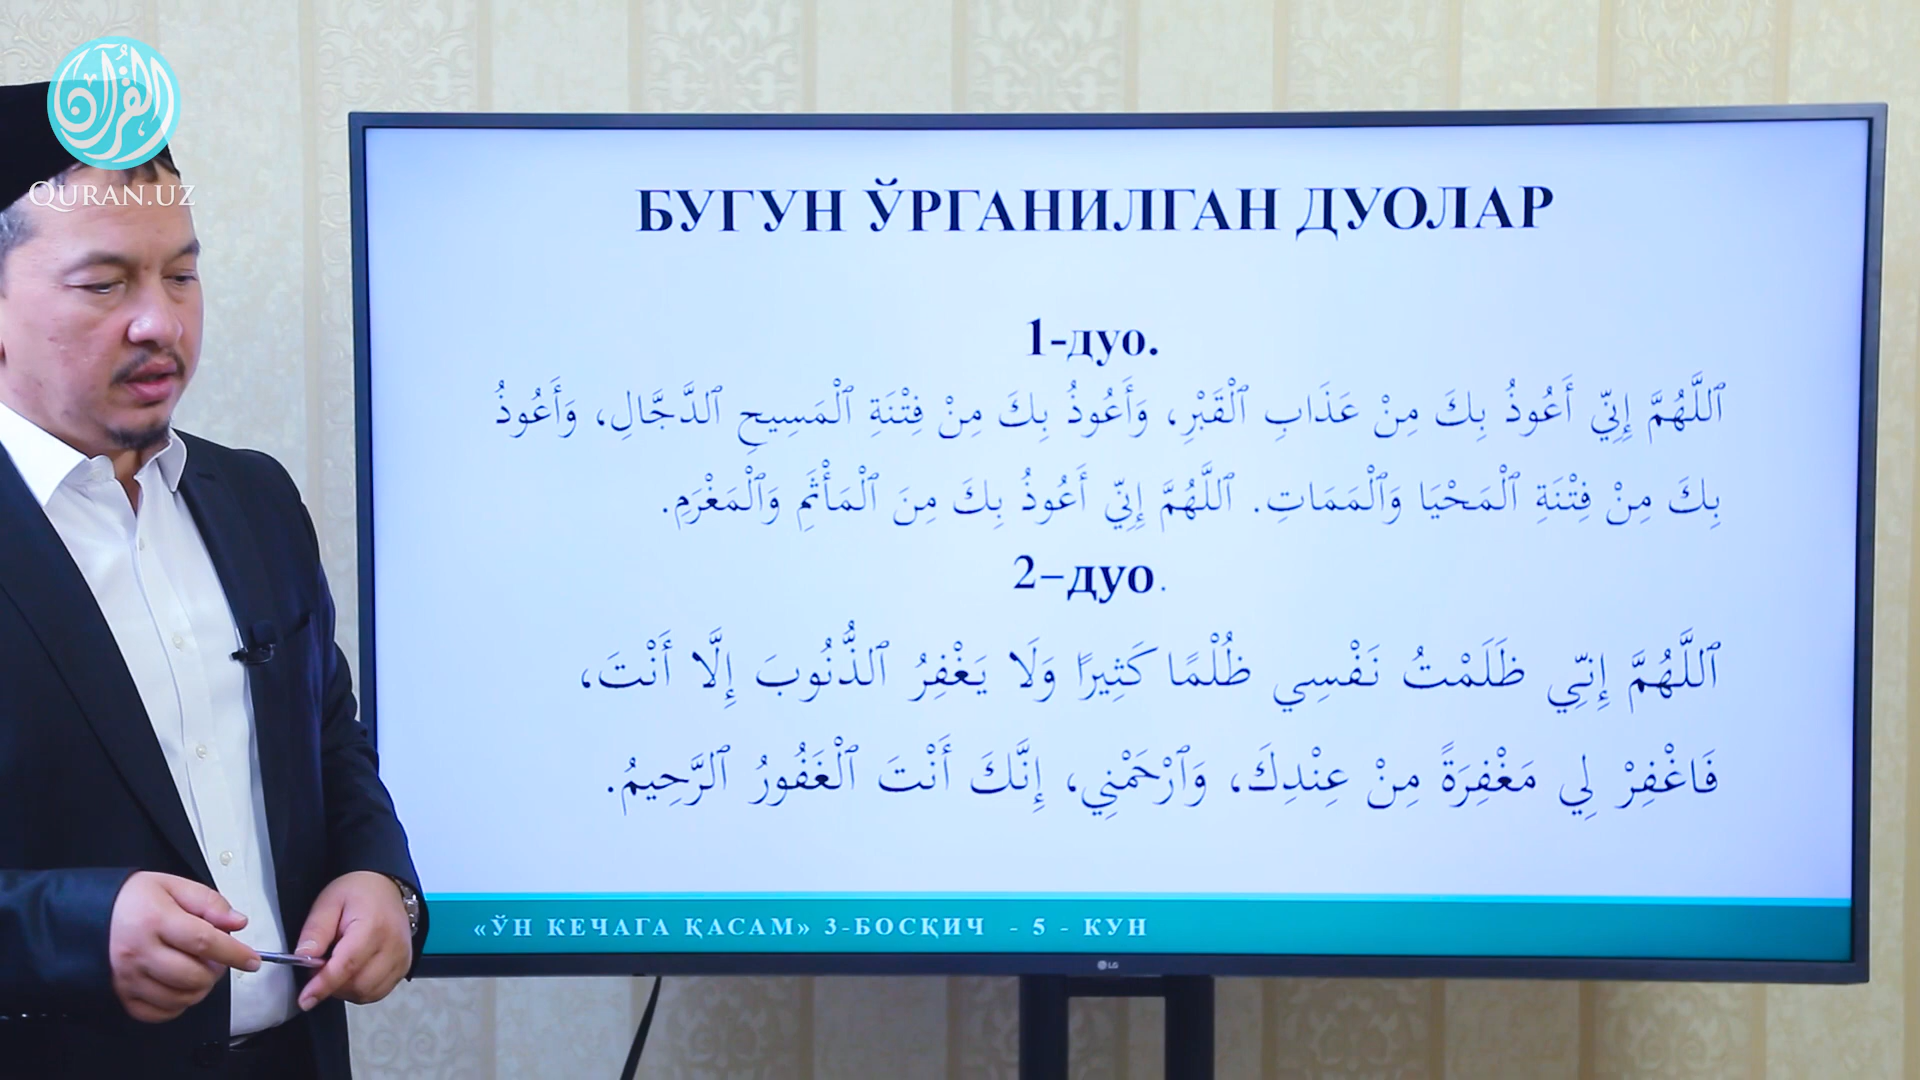 القرآن
QURAN.UZ
БУГУН ЎРГАНИЛГАН ДУОЛАР
1-дуо.
ٱللَّهُمَّ إِنِّي أَعُوذُ بِكَ مِنْ عَذَابِ ٱلْقَبْرِ، وَأَعُوذُ بِكَ مِنْ فِتْنَةِ ٱلْمَسِيحِ ٱلدَّجَّالِ، وَأَعُوذُ
بِكَ مِنْ فِتْنَةِ ٱلْمَحْيَا وَٱلْمَمَاتِ. ٱللَّهُمَّ إِنِّي أَعُوذُ بِكَ مِنَ ٱلْمَأْثَمِ وَٱلْمَغْرَمِ.
2–дуо.
ٱللَّهُمَّ إِنِّي ظَلَمْتُ نَفْسِي ظُلْمًا كَثِيرًا وَلَا يَغْفِرُ ٱلذُّنُوبَ إِلَّا أَنْتَ،
فَاغْفِرْ لِي مَغْفِرَةً مِنْ عِنْدِكَ، وَٱرْحَمْنِي، إِنَّكَ أَنْتَ ٱلْغَفُورُ ٱلرَّحِيمُ.
«ЎН КЕЧАГА ҚАСАМ» 3-БОСҚИЧ - 5 - КУН
LG